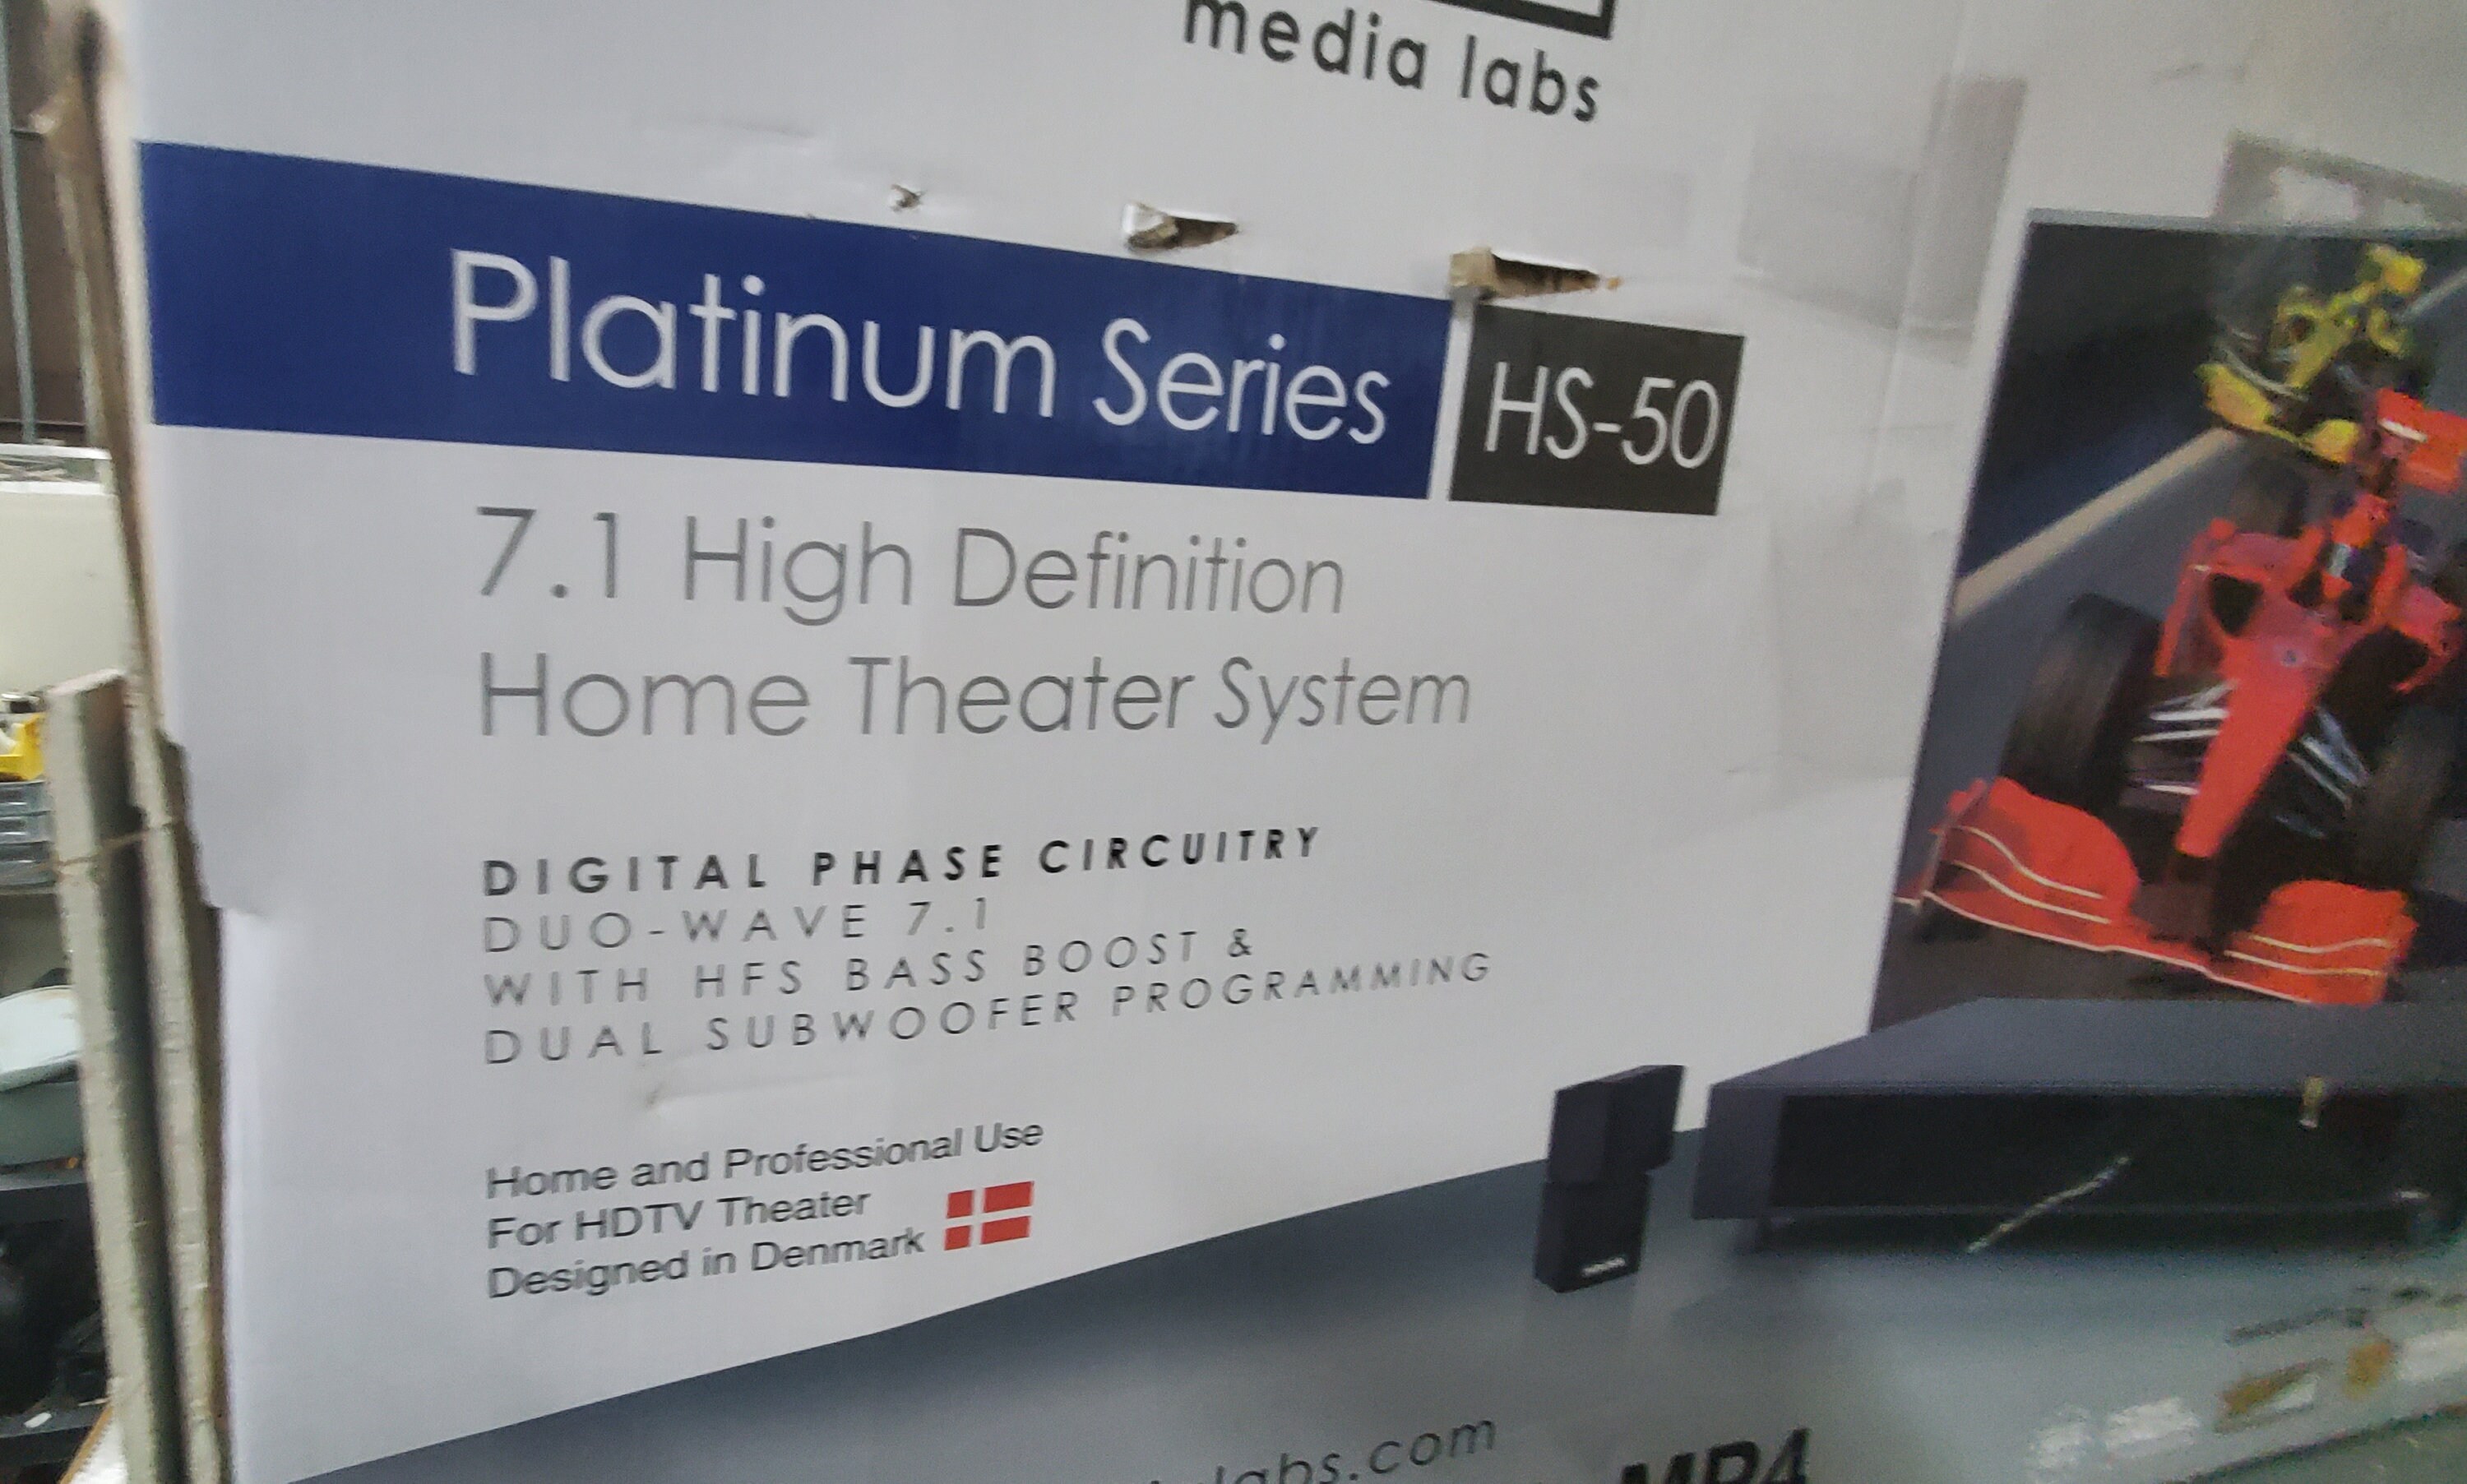 media labs
Platinum Series HS-50
7.1 High Definition
Home Theater System
DIGITAL PHASE CIRCUITRY
DUO-WAVE 7.1
WITH HFS BASS BOOST &
DUAL SUBWOOFER PROGRAMMING
Home and Professional Use
For HDTV Theater
Designed in Denmark
labs.com
MP4